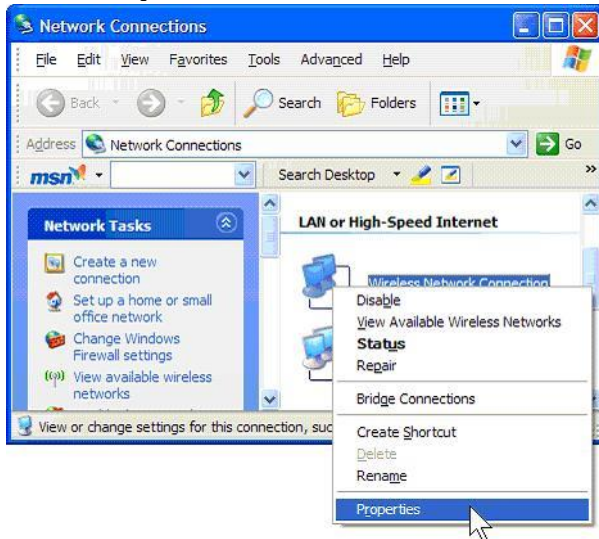 Network Connections
File Edit View Favorites Tools Advanced Help
Back Search Folders
Address Network Connections Go
msn Search Desktop »
Network Tasks
Create a new
connection
Set up a home or small
office network
Change Windows
Firewall settings
View available wireless
networks
LAN or High-Speed Internet
Wireless Network Connection
Disable
View Available Wireless Networks
Status
Repair
Bridge Connections
Create Shortcut
Delete
Rename
Properties
View or change settings for this connection, suc